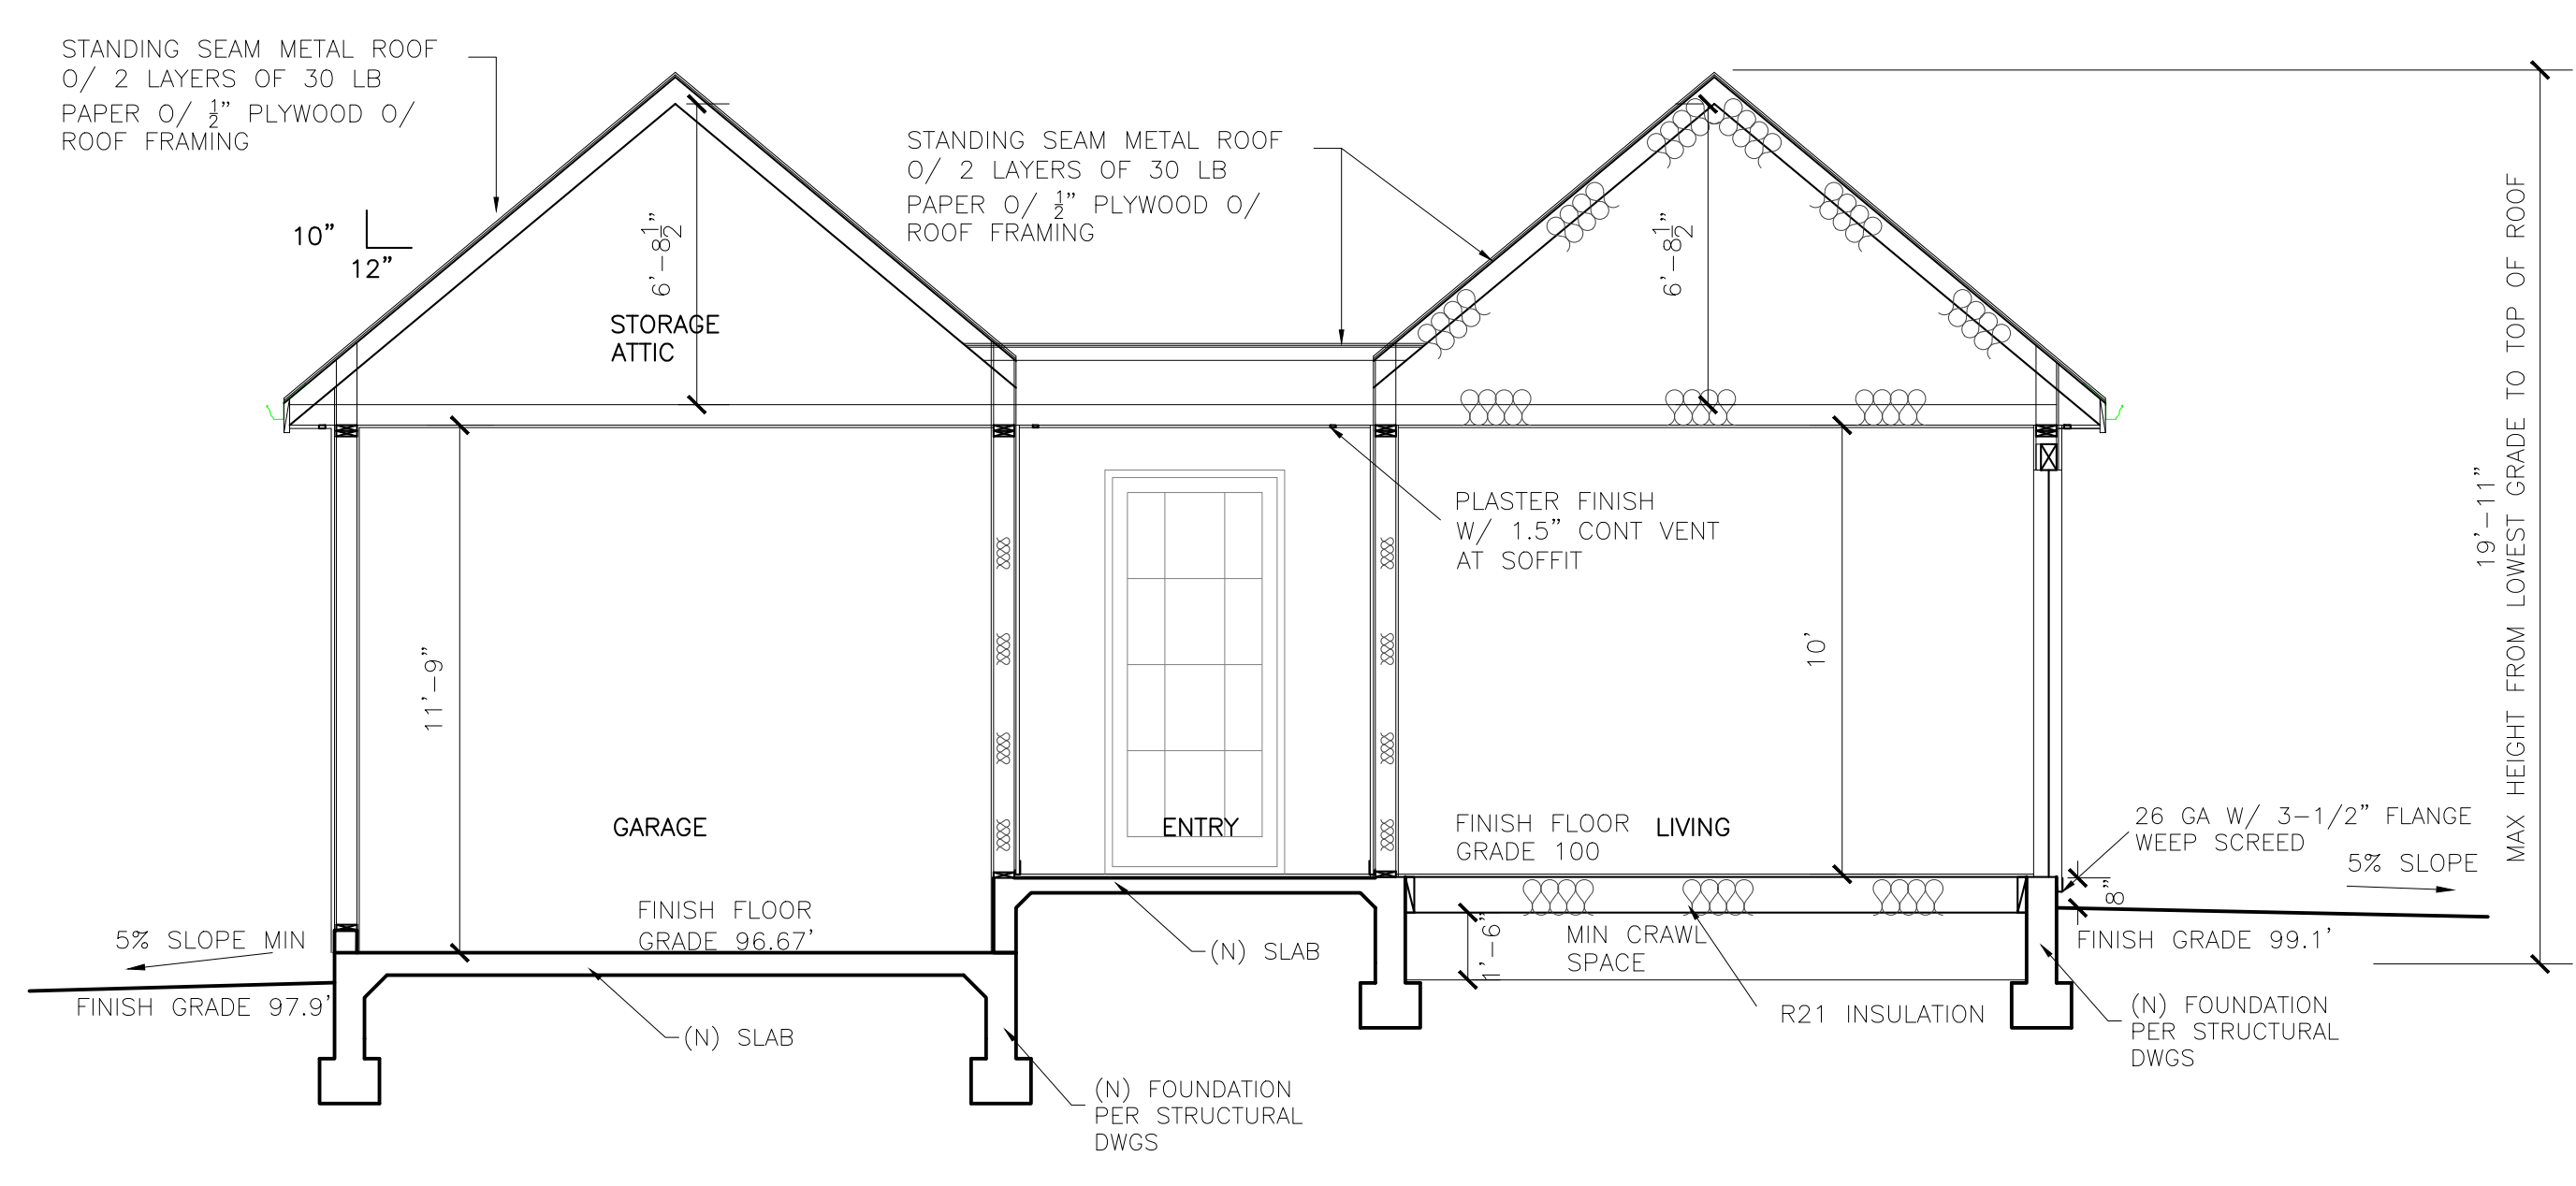 STANDING SEAM METAL ROOF
O/ 2 LAYERS OF 30 LB
PAPER O/ 1/2" PLYWOOD O/
ROOF FRAMING
10"
12"
6'-8 1/2"
STORAGE
ATTIC
STANDING SEAM METAL ROOF
O/ 2 LAYERS OF 30 LB
PAPER O/ 1/2" PLYWOOD O/
ROOF FRAMING
6'-8 1/2"
19'-11"
MAX HEIGHT FROM LOWEST GRADE TO TOP OF ROOF
PLASTER FINISH
W/ 1.5" CONT VENT
AT SOFFIT
11'-9"
10'
GARAGE
ENTRY
FINISH FLOOR
GRADE 100
LIVING
26 GA W/ 3-1/2" FLANGE
WEEP SCREED
5% SLOPE
8"
FINISH FLOOR
GRADE 96.67'
5% SLOPE MIN
FINISH GRADE 97.9'
(N) SLAB
(N) SLAB
1'-6"
MIN CRAWL
SPACE
R21 INSULATION
FINISH GRADE 99.1'
(N) FOUNDATION
PER STRUCTURAL
DWGS
(N) FOUNDATION
PER STRUCTURAL
DWGS